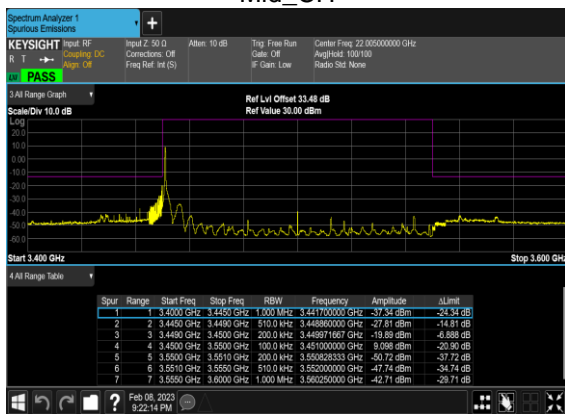 Mid_CH
Spectrum Analyzer 1
Spurious Emissions
+
KEYSIGHT Input: RF Input Z: 50 Ω Atten: 10 dB Trig: Free Run Center Freq: 22.005000000 GHz
R T Coupling: DC Corrections: Off Gate: Off Avg|Hold: 100/100
Align: Off Freq Ref: Int (S) IF Gain: Low Radio Std: None
PASS
3 All Range Graph
Ref Lvl Offset 33.48 dB
Scale/Div 10.0 dB Ref Value 30.00 dBm
Log
20.0
10.0
0.00
-10.0
-20.0
-30.0
-40.0
-50.0
-60.0
Start 3.400 GHz Stop 3.600 GHz
4 All Range Table
Spur Range Start Freq Stop Freq RBW Frequency Amplitude ΔLimit
1 1 3.4000 GHz 3.4450 GHz 1.000 MHz 3.441700000 GHz -37.34 dBm -24.34 dB
2 2 3.4450 GHz 3.4490 GHz 510.0 kHz 3.448860000 GHz -27.81 dBm -14.81 dB
3 3 3.4490 GHz 3.4500 GHz 200.0 kHz 3.449971667 GHz -19.89 dBm -6.888 dB
4 4 3.4500 GHz 3.5500 GHz 100.0 kHz 3.451000000 GHz 9.098 dBm -20.90 dB
5 5 3.5500 GHz 3.5510 GHz 200.0 kHz 3.550828333 GHz -50.72 dBm -37.72 dB
6 6 3.5510 GHz 3.5550 GHz 510.0 kHz 3.552000000 GHz -47.74 dBm -34.74 dB
7 7 3.5550 GHz 3.6000 GHz 1.000 MHz 3.560250000 GHz -42.71 dBm -29.71 dB
? Feb 08, 2023
9:22:14 PM